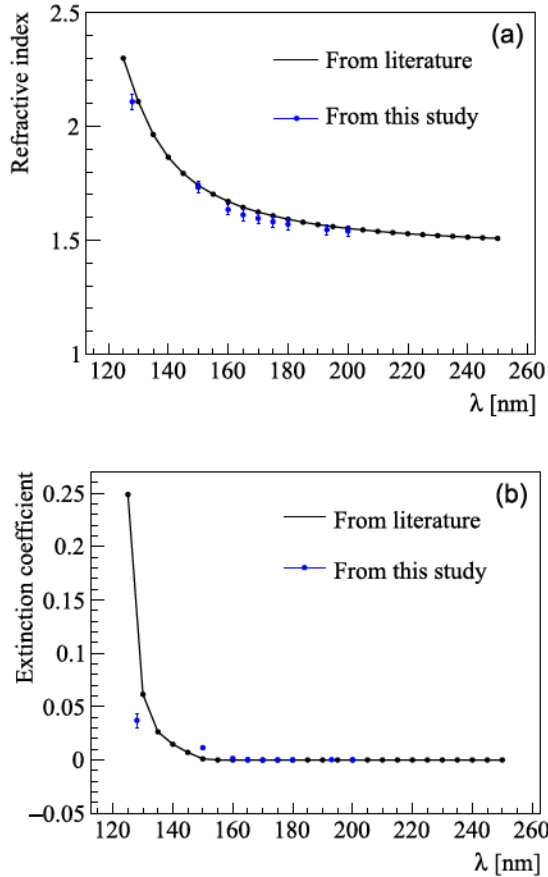 (a)
From literature
From this study
Refractive index
2.5
2
1.5
1
120 140 160 180 200 220 240 260
λ [nm]
(b)
From literature
From this study
Extinction coefficient
0.25
0.2
0.15
0.1
0.05
0
−0.05
120 140 160 180 200 220 240 260
λ [nm]